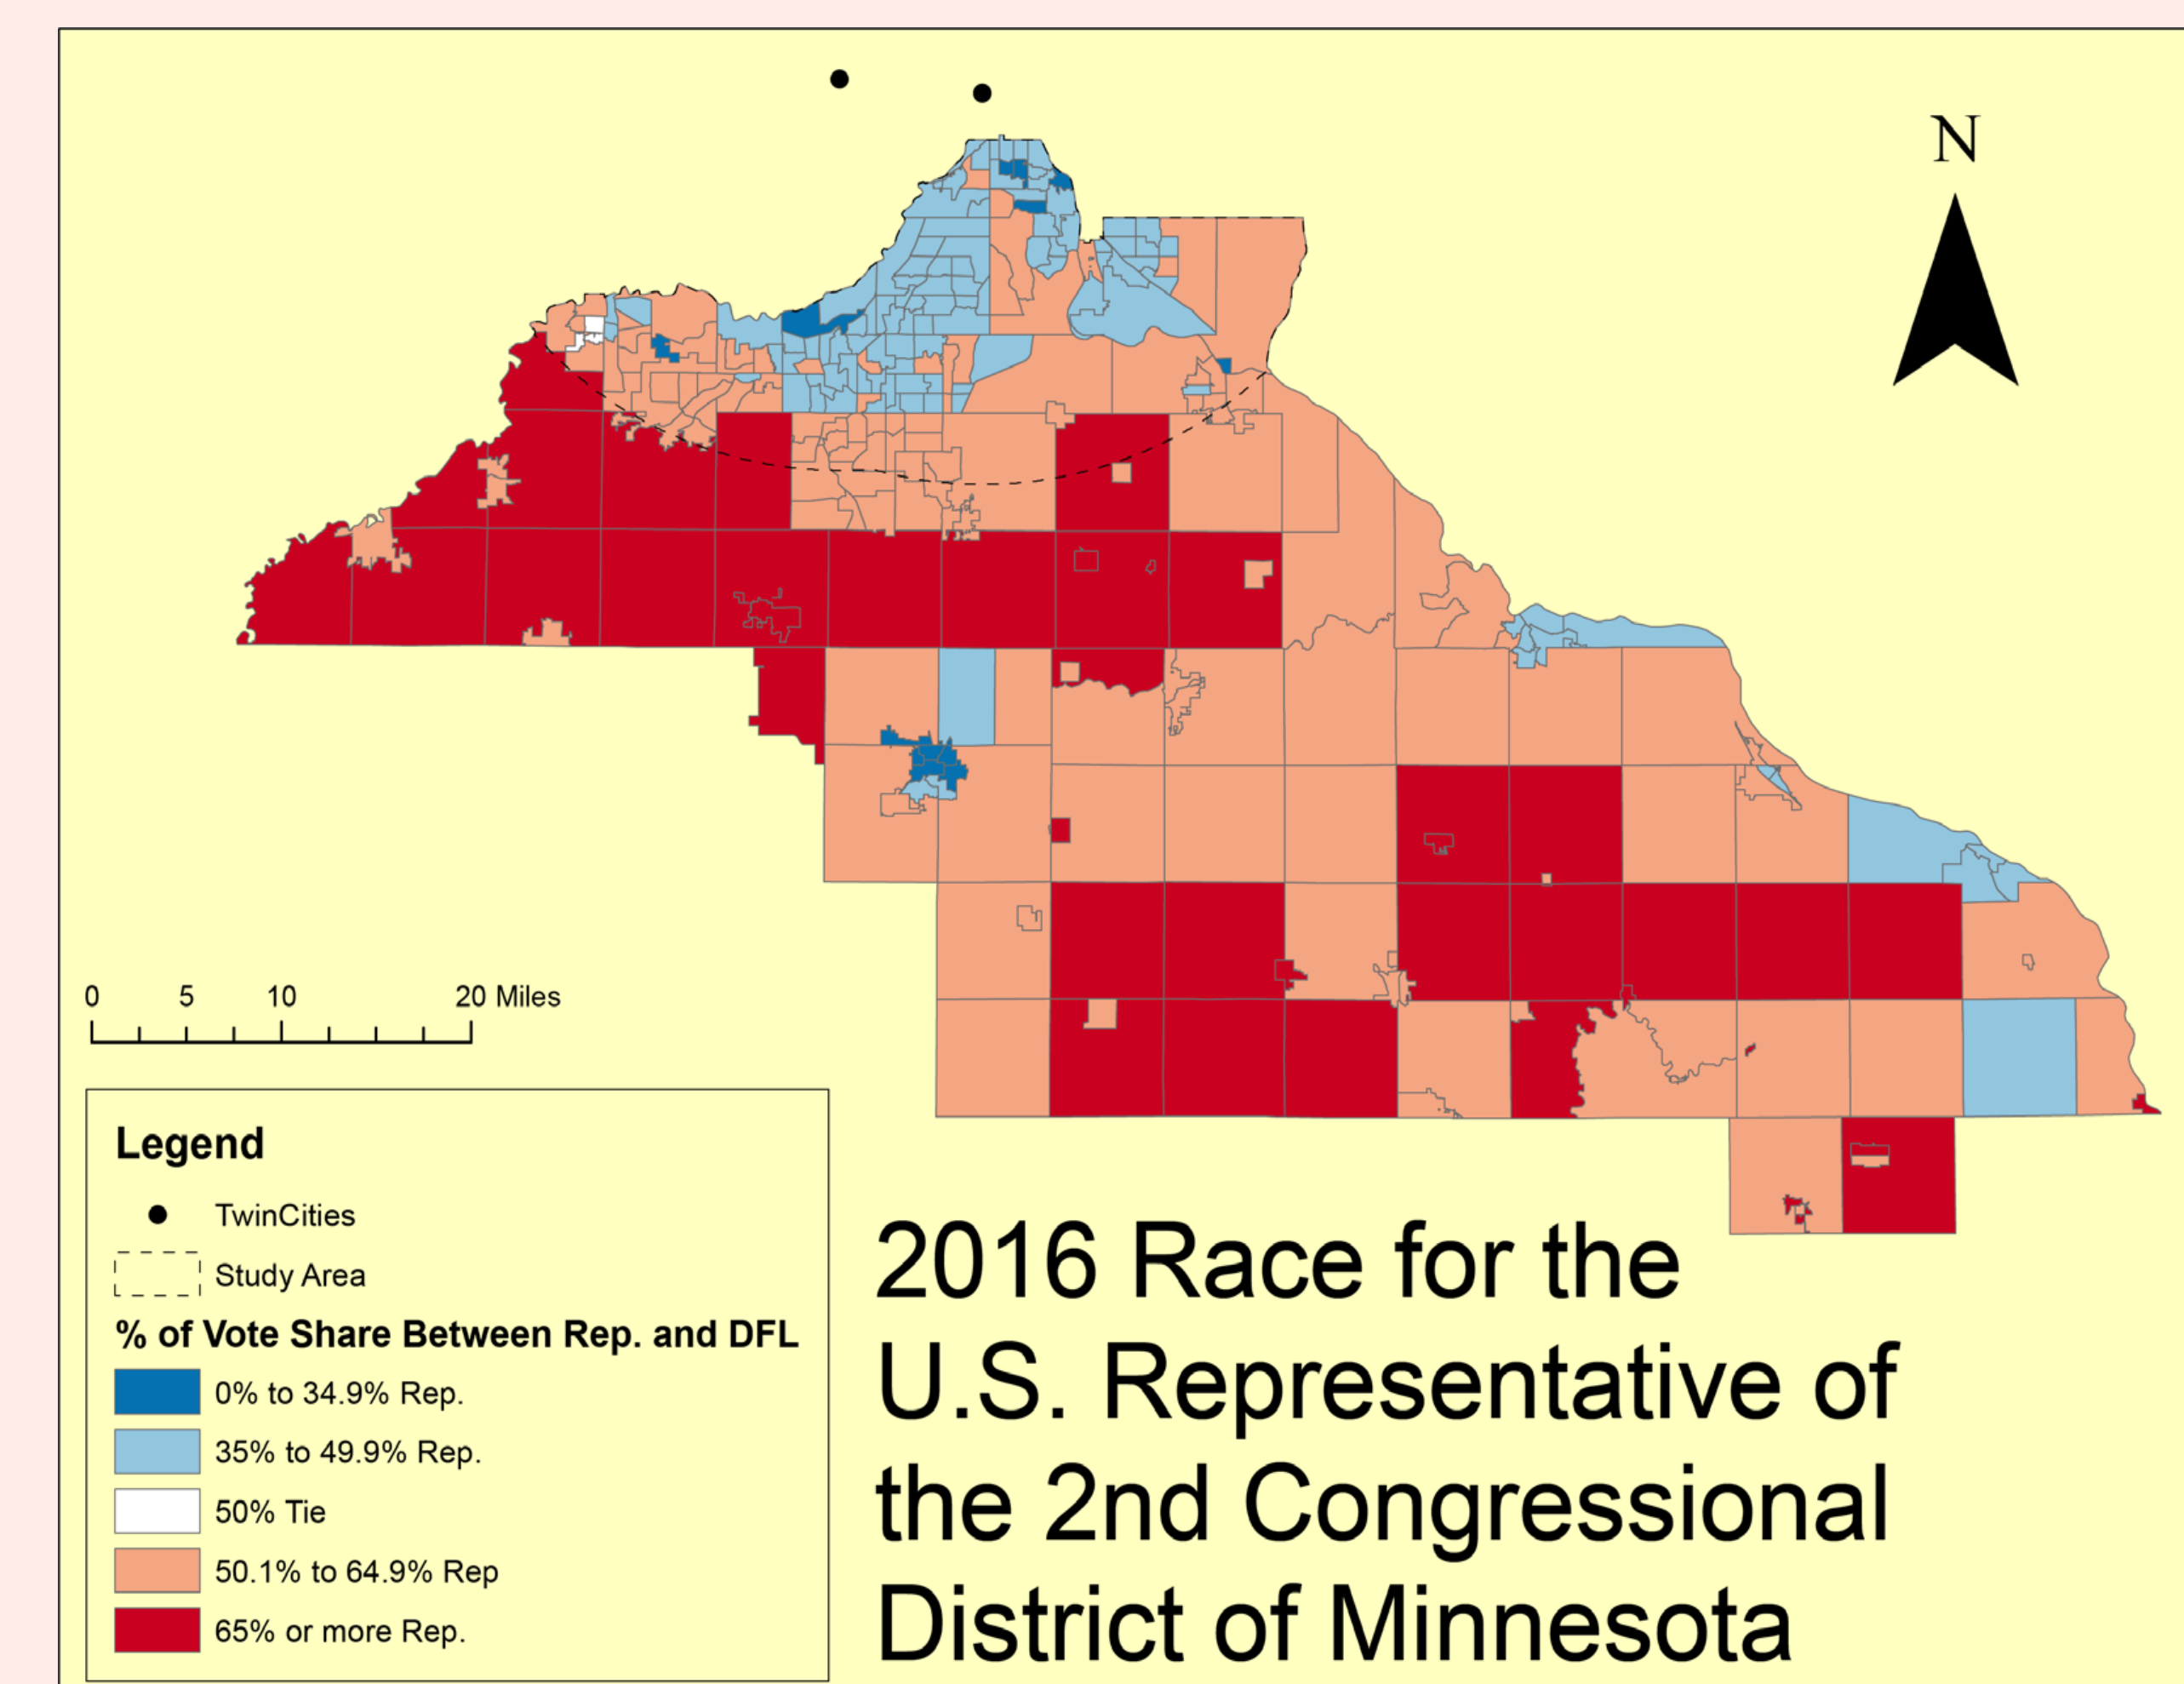 N
0 5 10 20 Miles
Legend
TwinCities
Study Area
% of Vote Share Between Rep. and DFL
0% to 34.9% Rep.
35% to 49.9% Rep.
50% Tie
50.1% to 64.9% Rep
65% or more Rep.
2016 Race for the
U.S. Representative of
the 2nd Congressional
District of Minnesota